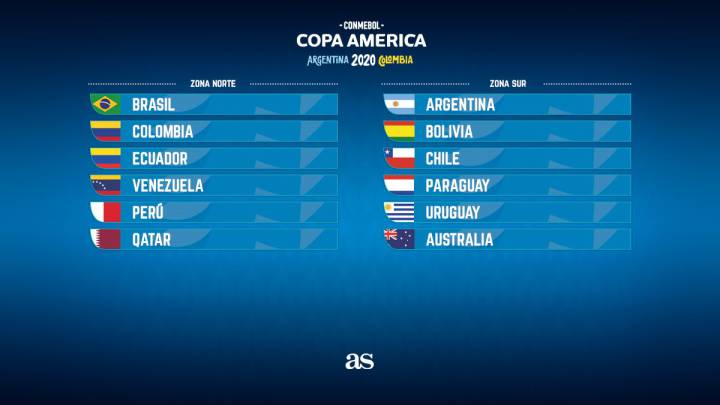 - CONMEBOL -
COPA AMERICA
ARGENTINA 2020 COLOMBIA
ZONA NORTE
BRASIL
COLOMBIA
ECUADOR
VENEZUELA
PERÚ
QATAR
ZONA SUR
ARGENTINA
BOLIVIA
CHILE
PARAGUAY
URUGUAY
AUSTRALIA
as